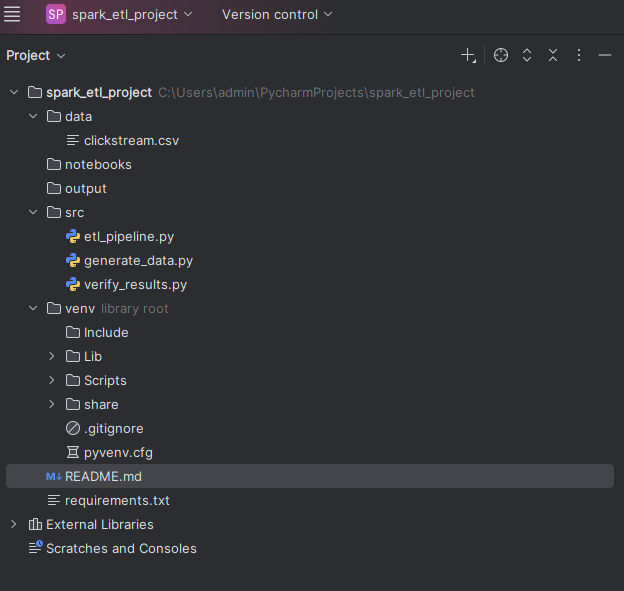 SP spark_etl_project Version control
Project
spark_etl_project C:\Users\admin\PycharmProjects\spark_etl_project
data
clickstream.csv
notebooks
output
src
etl_pipeline.py
generate_data.py
verify_results.py
venv library root
Include
Lib
Scripts
share
.gitignore
pyvenv.cfg
M↓ README.md
requirements.txt
External Libraries
Scratches and Consoles